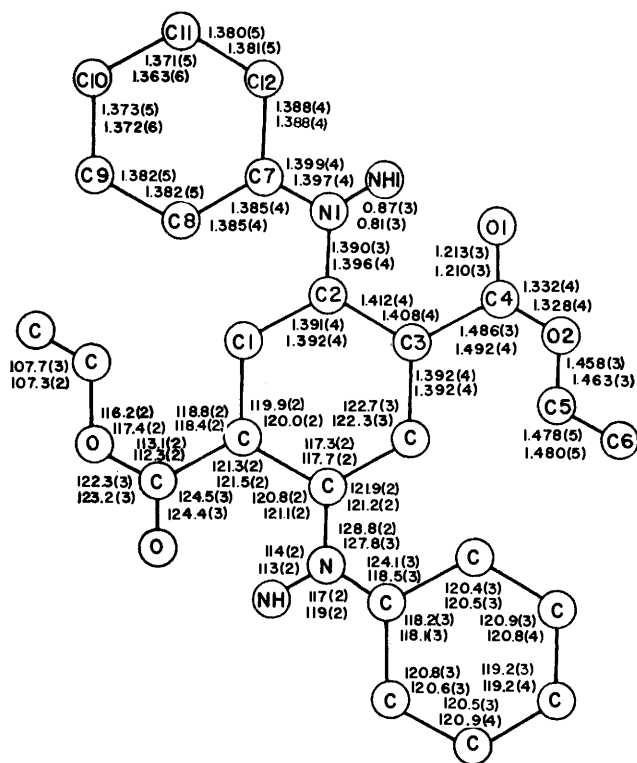 C11
1.380(5)
1.381(5)
1.371(5)
1.363(6)
C10
C12
1.373(5)
1.372(6)
1.388(4)
1.388(4)
C9
1.382(5)
1.382(5)
C7
1.399(4)
1.397(4)
NH1
C8
1.385(4)
1.385(4)
N1
0.87(3)
0.81(3)
O1
1.390(3)
1.396(4)
1.213(3)
1.210(3)
C2
1.412(4)
1.408(4)
C4
1.332(4)
1.328(4)
C1
1.391(4)
1.392(4)
C3
1.486(3)
1.492(4)
O2
C
107.7(3)
107.3(2)
C
1.392(4)
1.392(4)
1.458(3)
1.463(3)
C5
C6
1.478(5)
1.480(5)
116.2(2)
117.4(2)
118.8(2)
118.4(2)
C
119.9(2)
120.0(2)
122.7(3)
122.3(3)
C
O
113.1(2)
112.3(2)
117.3(2)
117.7(2)
122.3(3)
123.2(3)
C
124.5(3)
124.4(3)
121.3(2)
121.5(2)
120.8(2)
121.1(2)
C
121.9(2)
121.2(2)
O
128.8(2)
127.8(3)
114(2)
113(2)
N
124.1(3)
118.5(3)
C
NH
117(2)
119(2)
C
118.2(3)
118.1(3)
120.4(3)
120.5(3)
120.9(3)
120.8(4)
C
120.8(3)
120.6(3)
119.2(3)
119.2(4)
C
120.5(3)
120.9(4)
C
C